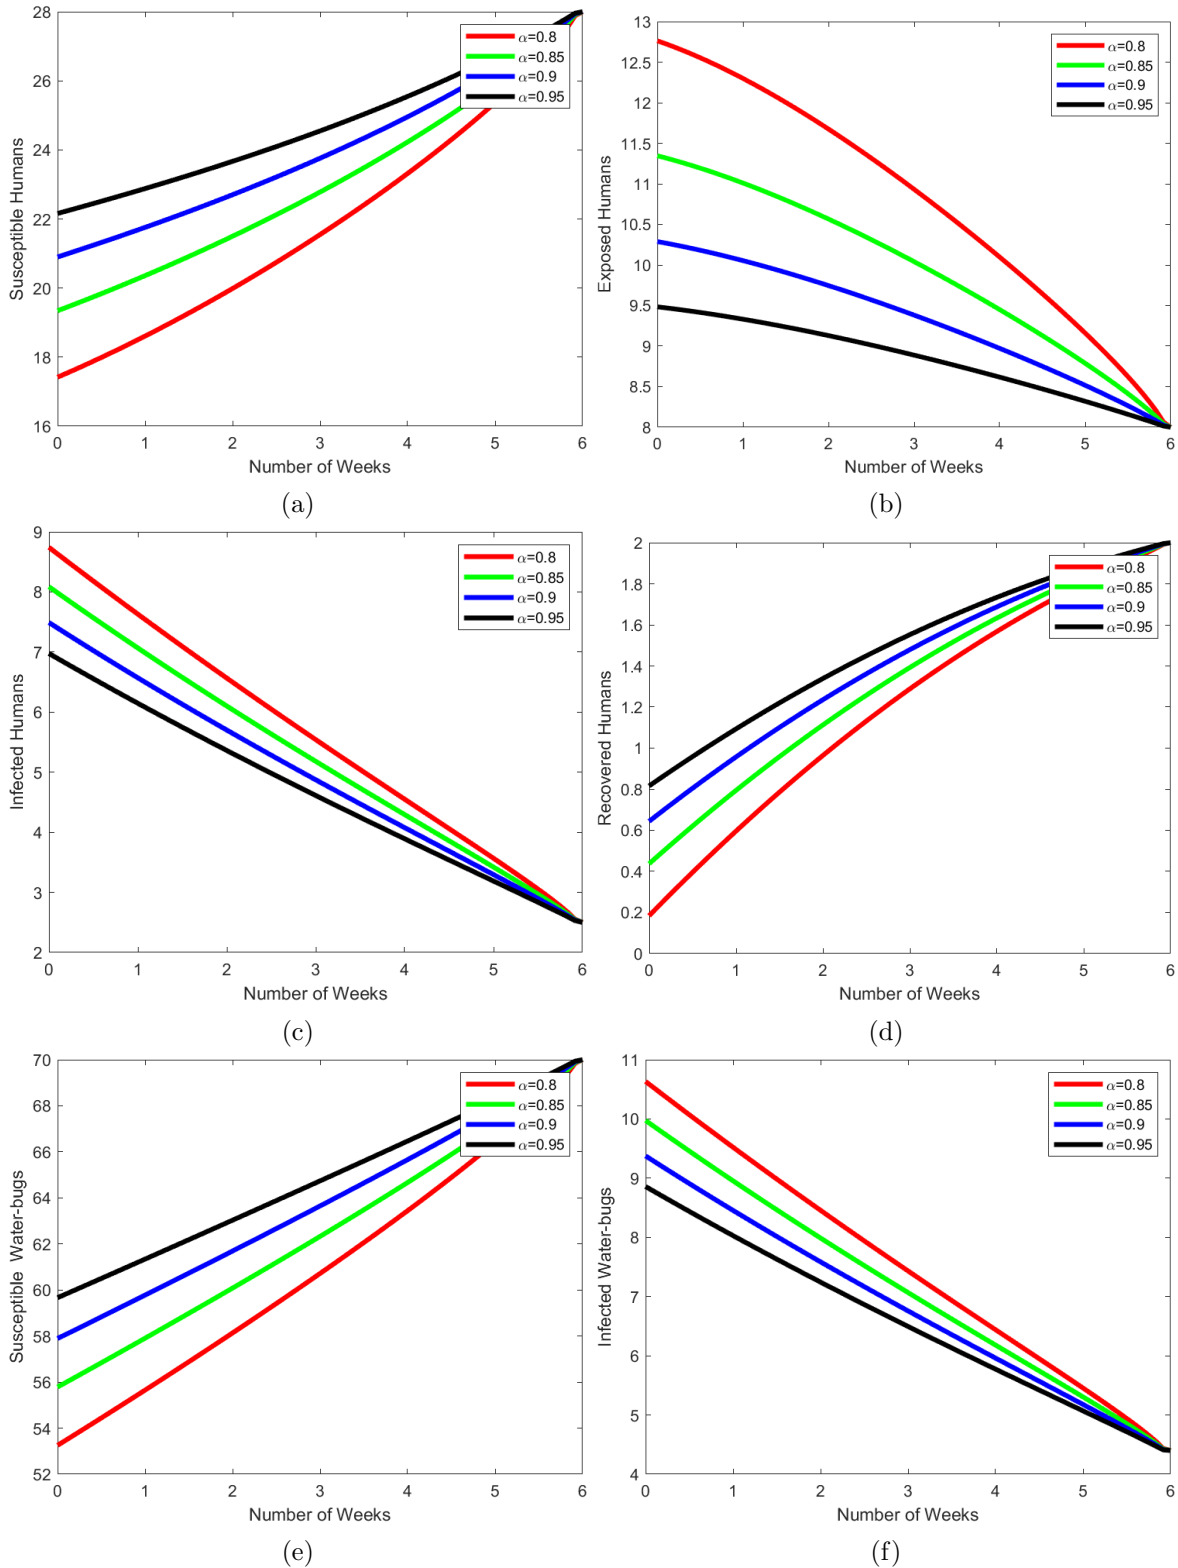 28
26
24
22
20
18
16
Susceptible Humans
α=0.8
α=0.85
α=0.9
α=0.95
0 1 2 3 4 5 6
Number of Weeks
(a)
13
12.5
12
11.5
11
10.5
10
9.5
9
8.5
8
Exposed Humans
α=0.8
α=0.85
α=0.9
α=0.95
0 1 2 3 4 5 6
Number of Weeks
(b)
9
8
7
6
5
4
3
2
Infected Humans
α=0.8
α=0.85
α=0.9
α=0.95
0 1 2 3 4 5 6
Number of Weeks
(c)
2
1.8
1.6
1.4
1.2
1
0.8
0.6
0.4
0.2
0
Recovered Humans
α=0.8
α=0.85
α=0.9
α=0.95
0 1 2 3 4 5 6
Number of Weeks
(d)
70
68
66
64
62
60
58
56
54
52
Susceptible Water-bugs
α=0.8
α=0.85
α=0.9
α=0.95
0 1 2 3 4 5 6
Number of Weeks
(e)
11
10
9
8
7
6
5
4
Infected Water-bugs
α=0.8
α=0.85
α=0.9
α=0.95
0 1 2 3 4 5 6
Number of Weeks
(f)